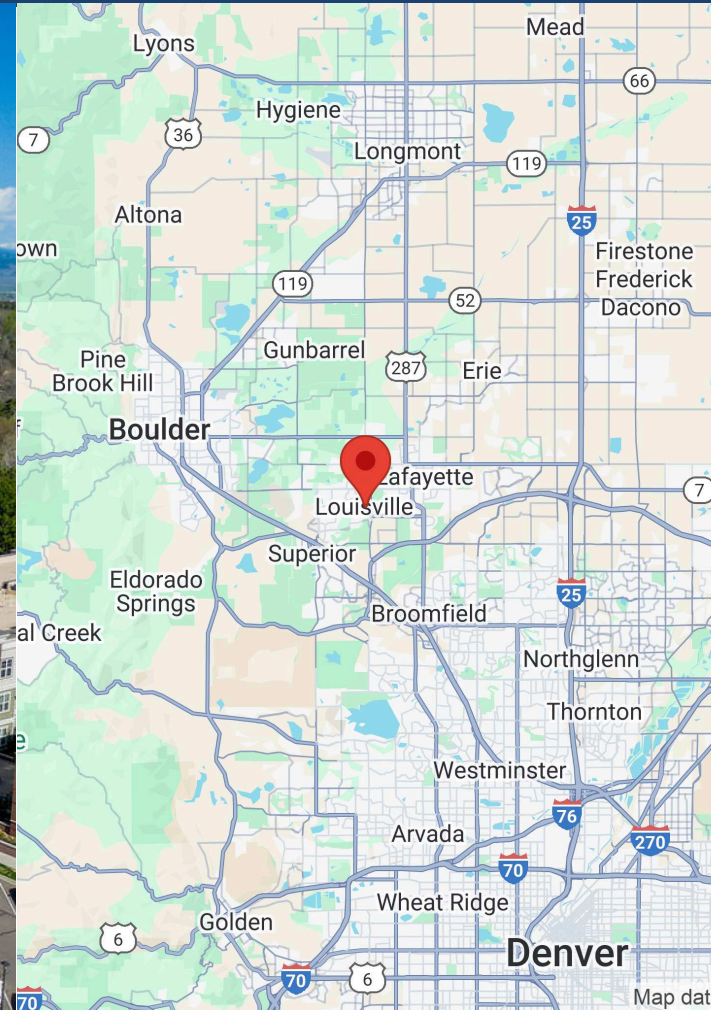 Mead
Lyons
66
Hygiene
7
36
Longmont
119
Altona
25
own
Firestone
Frederick
Dacono
119
52
Gunbarrel
Pine
Brook Hill
287
Erie
f
Boulder
Lafayette
7
Louisville
Superior
Eldorado
Springs
25
Broomfield
al Creek
Northglenn
Thornton
e
Westminster
76
Arvada
270
70
Wheat Ridge
Golden
6
Denver
70
6
70
Map dat